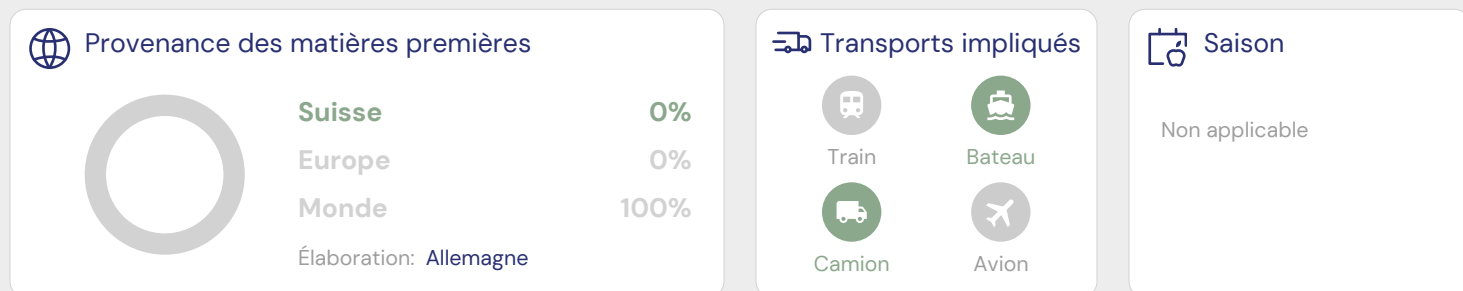 Provenance des matières premières
Suisse 0%
Europe 0%
Monde 100%
Élaboration: Allemagne
Transports impliqués
Train
Bateau
Camion
Avion
Saison
Non applicable